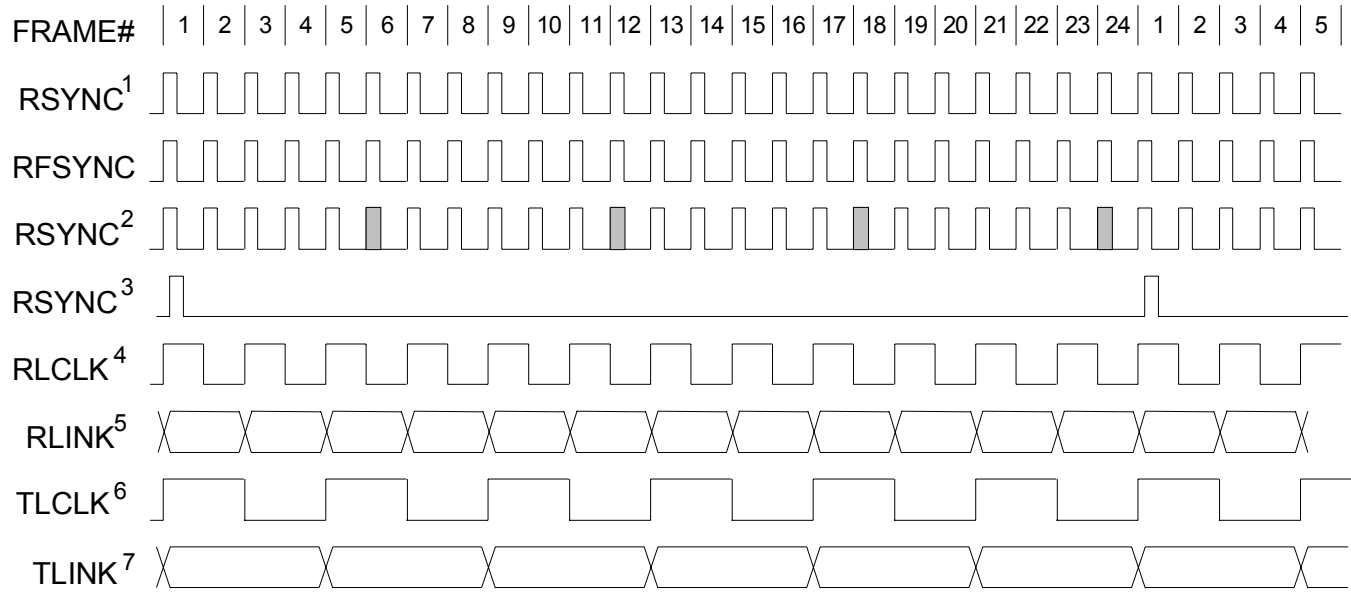 FRAME# 1 2 3 4 5 6 7 8 9 10 11 12 13 14 15 16 17 18 19 20 21 22 23 24 1 2 3 4 5
RSYNC1
RFSYNC
RSYNC2
RSYNC3
RLCLK4
RLINK5
TLCLK6
TLINK7